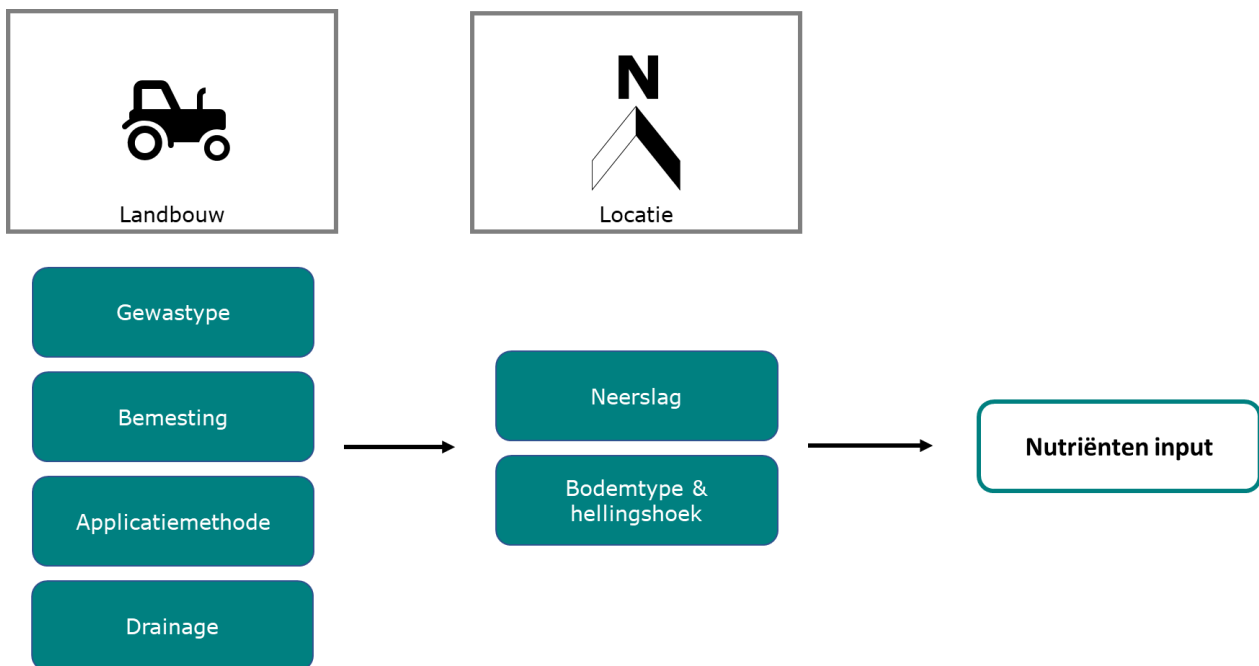 N
Landbouw
Locatie
Gewastype
Bemesting
Applicatiemethode
Drainage
Neerslag
Bodemtype &
hellingshoek
Nutriënten input